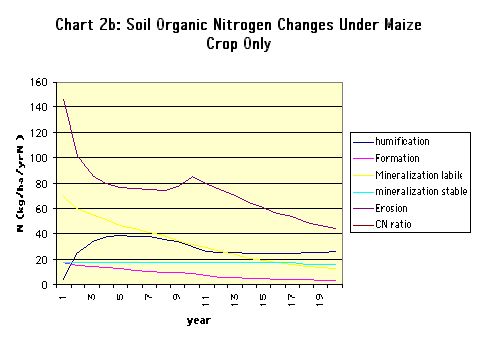 Chart 2b: Soil Organic Nitrogen Changes Under Maize
Crop Only
160
140
120
100
80
60
40
20
0
N (kg/ha/yrN )
1
3
5
7
9
11
13
15
17
19
year
humification
Formation
Mineralization labik
mineralization stable
Erosion
CN ratio